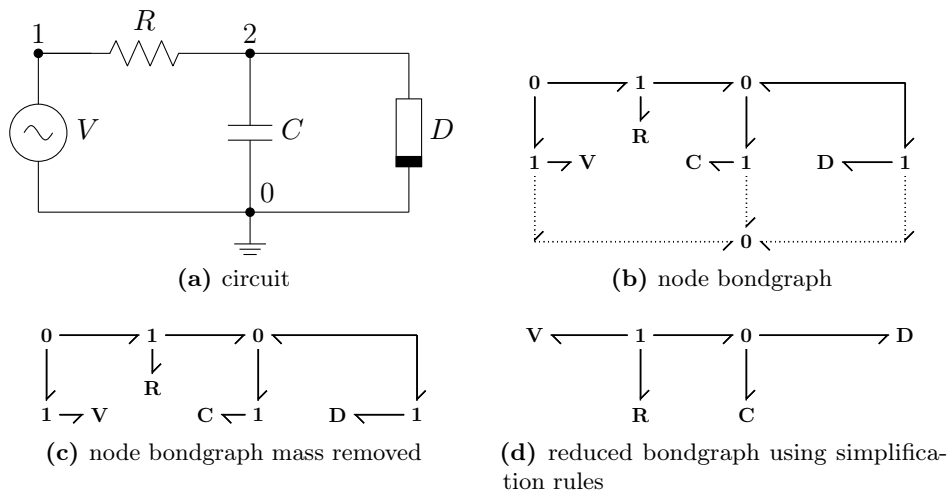 1
R
2
V
C
D
0
(a) circuit
0 1 0
R
1 V C 1 D 1
0
(b) node bondgraph
0 1 0
R
1 V C 1 D 1
(c) node bondgraph mass removed
V 1 0 D
R C
(d) reduced bondgraph using simplifica-
tion rules